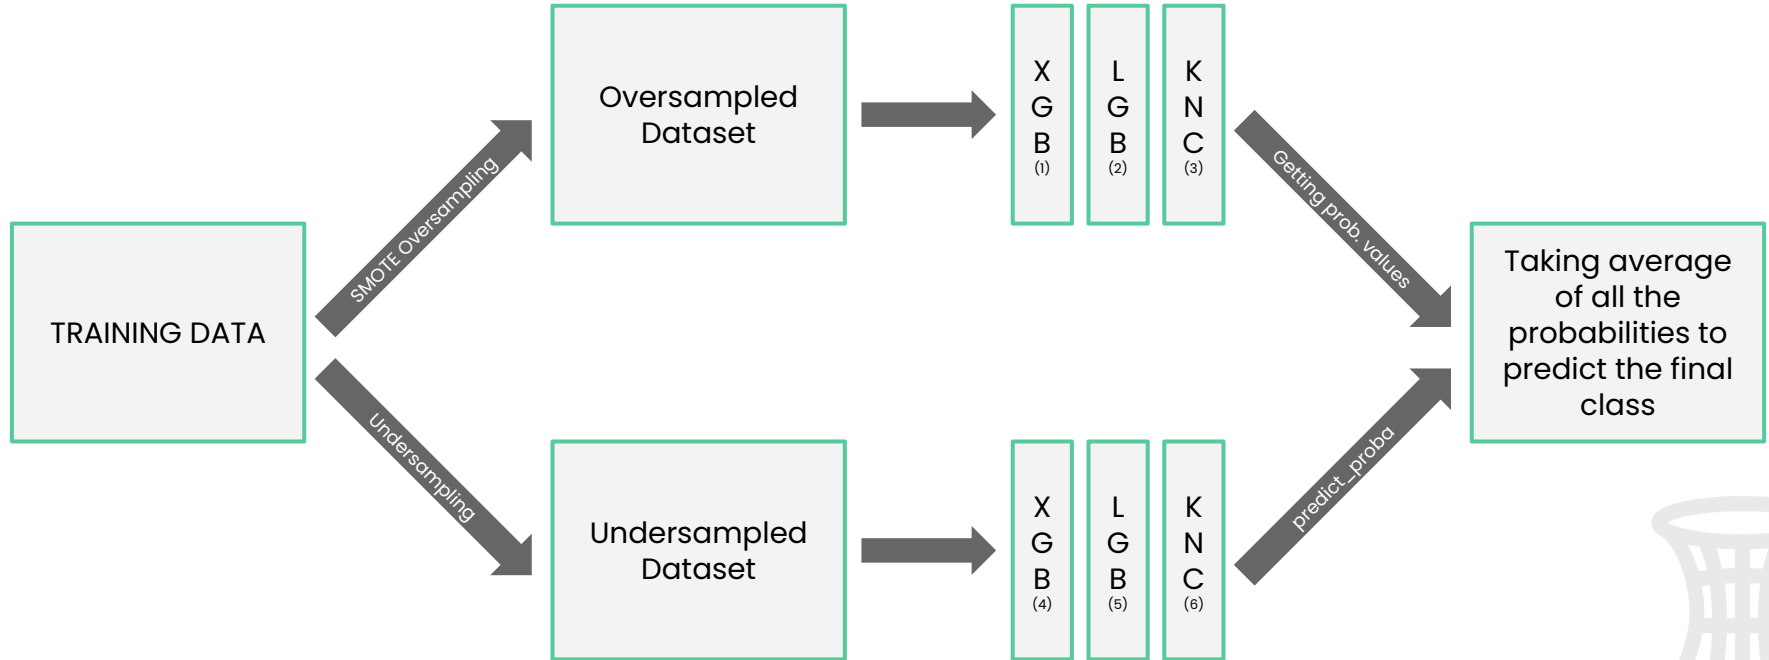 TRAINING DATA
SMOTE Oversampling
Undersampling
Oversampled
Dataset
Undersampled
Dataset
X
G
B
(1)
L
G
B
(2)
K
N
C
(3)
X
G
B
(4)
L
G
B
(5)
K
N
C
(6)
Getting prob. values
predict_proba
Taking average
of all the
probabilities to
predict the final
class